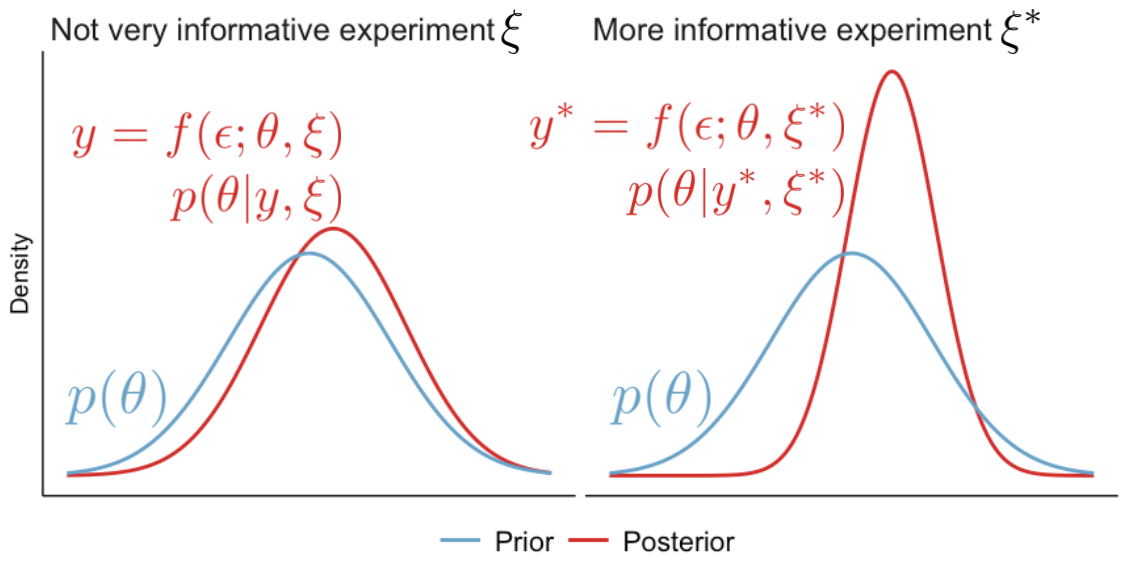 Not very informative experiment ξ
More informative experiment ξ*
y = f(ϵ; θ, ξ)
p(θ|y, ξ)
y* = f(ϵ; θ, ξ*)
p(θ|y*, ξ*)
Density
p(θ)
p(θ)
Prior
Posterior